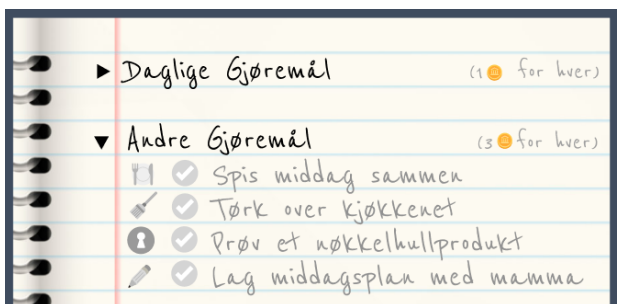 Daglige Gjøremål (1 for hver)
Andre Gjøremål (3 for hver)
Spis middag sammen
Tørk over kjøkkenet
Prøv et nøkkelhullprodukt
Lag middagsplan med mamma